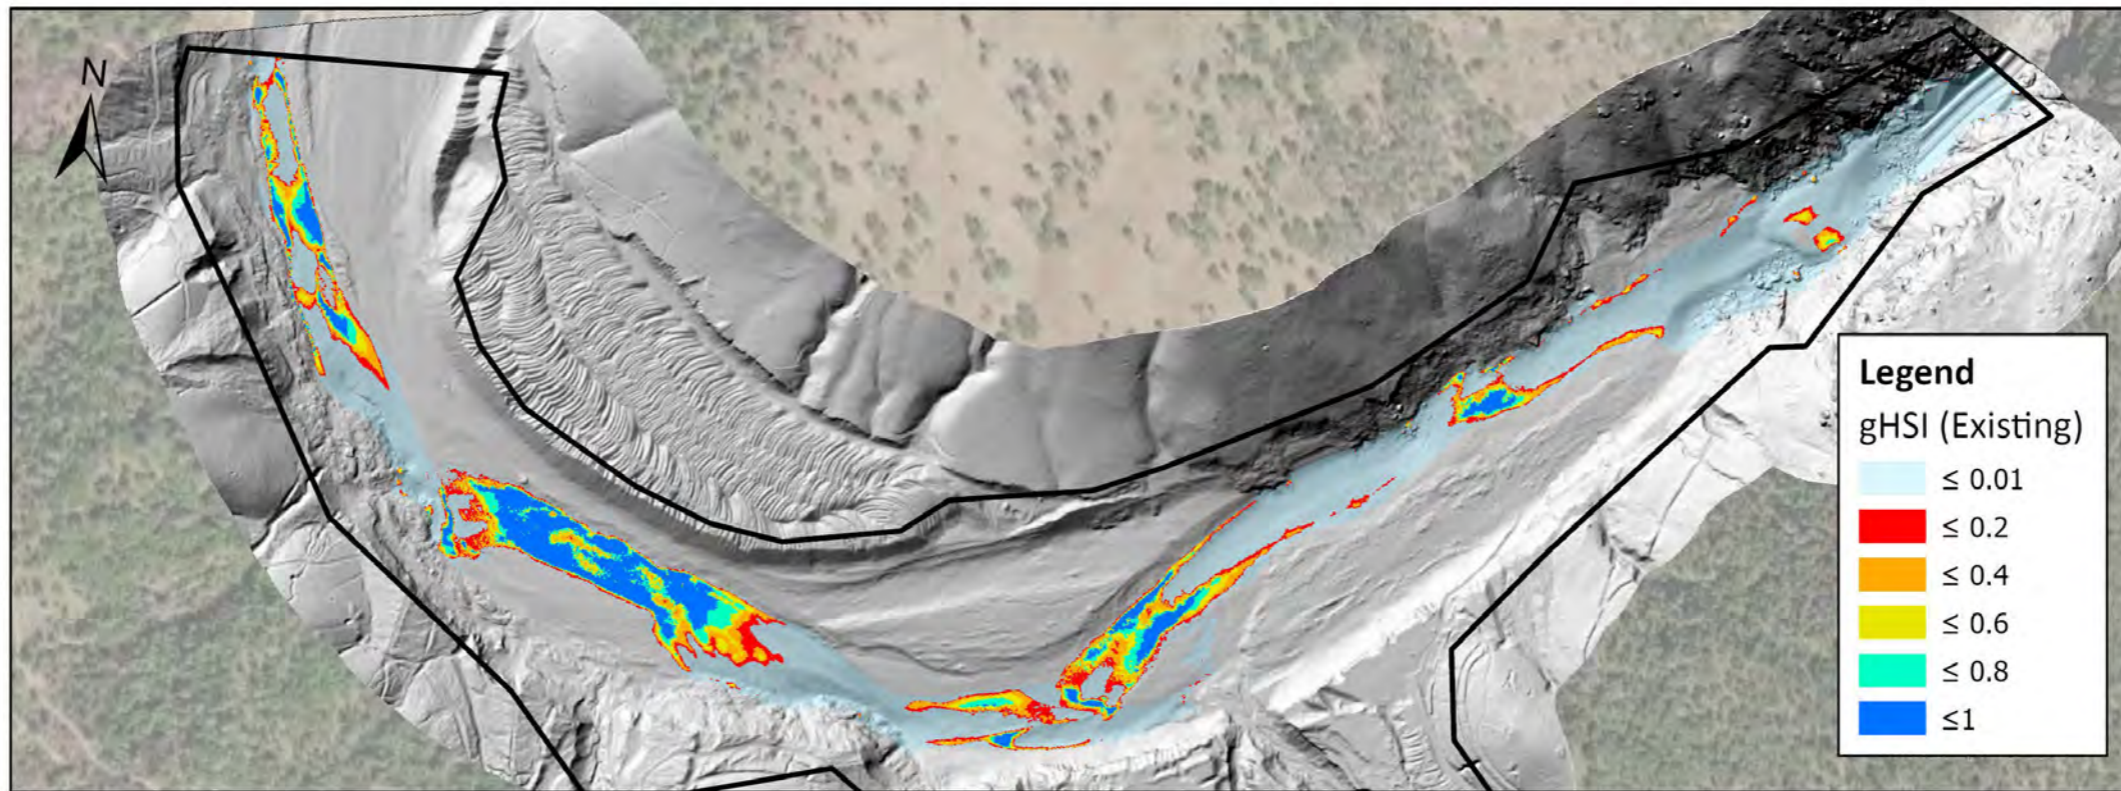 N
Legend
gHSI (Existing)
≤ 0.01
≤ 0.2
≤ 0.4
≤ 0.6
≤ 0.8
≤1